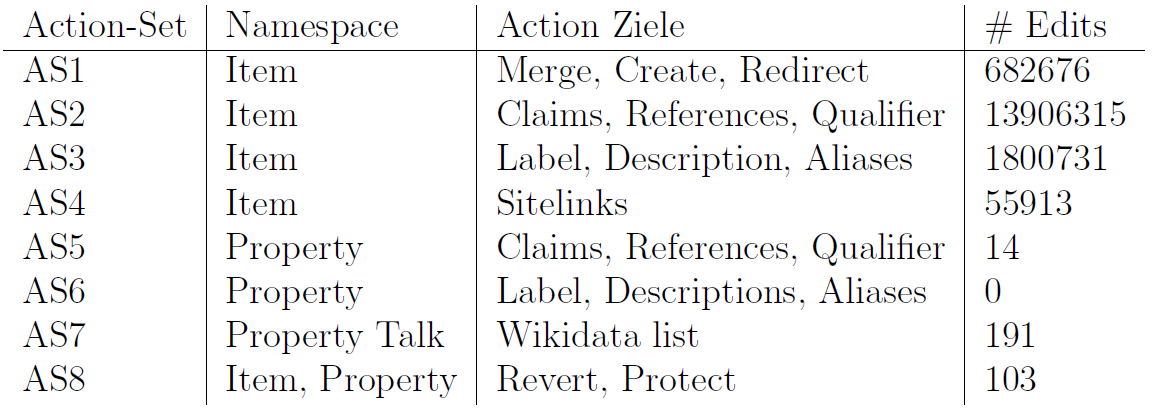 Action-Set Namespace Action Ziele # Edits
AS1 Item Merge, Create, Redirect 682676
AS2 Item Claims, References, Qualifier 13906315
AS3 Item Label, Description, Aliases 1800731
AS4 Item Sitelinks 55913
AS5 Property Claims, References, Qualifier 14
AS6 Property Label, Descriptions, Aliases 0
AS7 Property Talk Wikidata list 191
AS8 Item, Property Revert, Protect 103